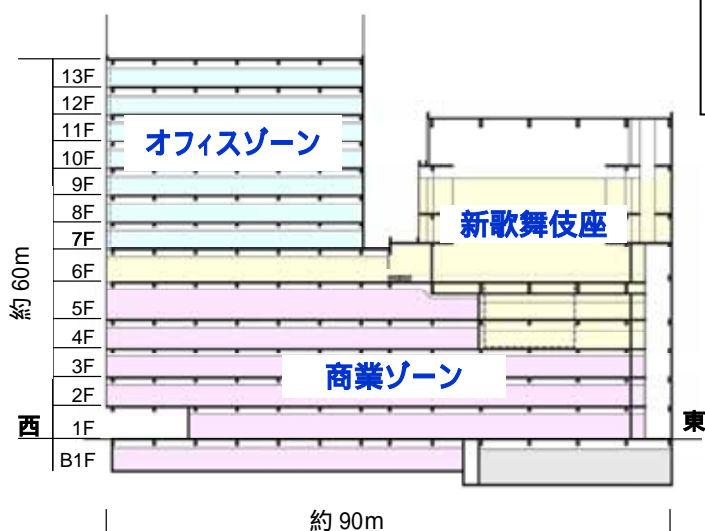 13F
12F
11F
オフィスゾーン
10F
9F
8F
新歌舞伎座
7F
6F
約60m
5F
4F
3F
商業ゾーン
2F
西
1F
東
B1F
約90m